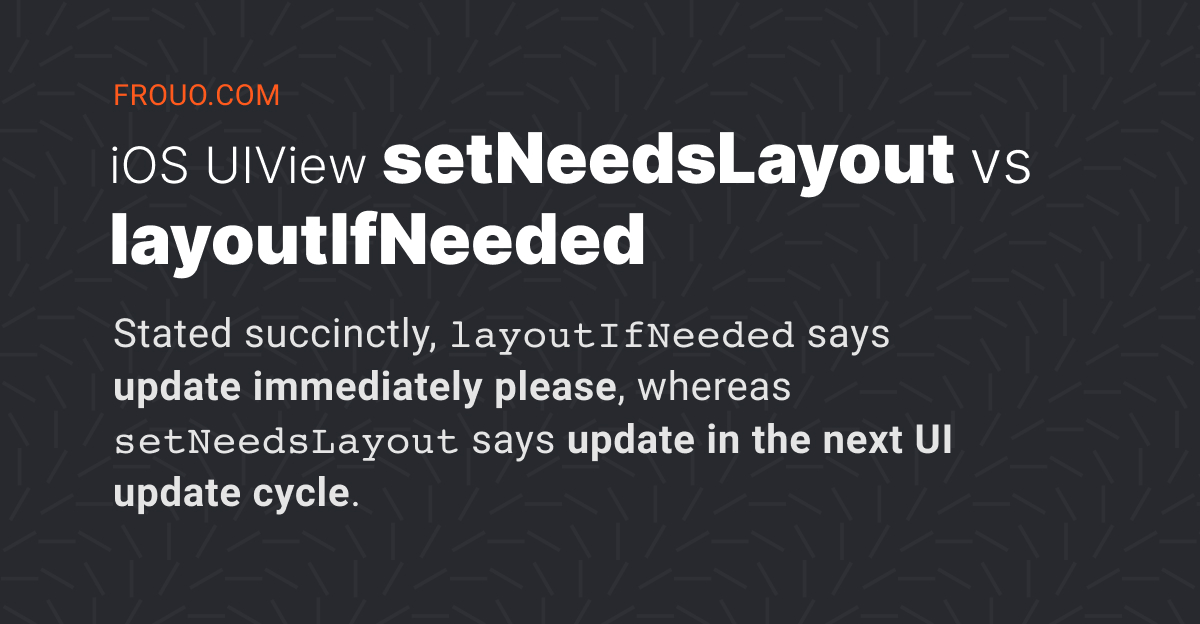 FROUO.COM
iOS UIView setNeedsLayout vs
layoutIfNeeded
Stated succinctly, layoutIfNeeded says
update immediately please, whereas
setNeedsLayout says update in the next UI
update cycle.